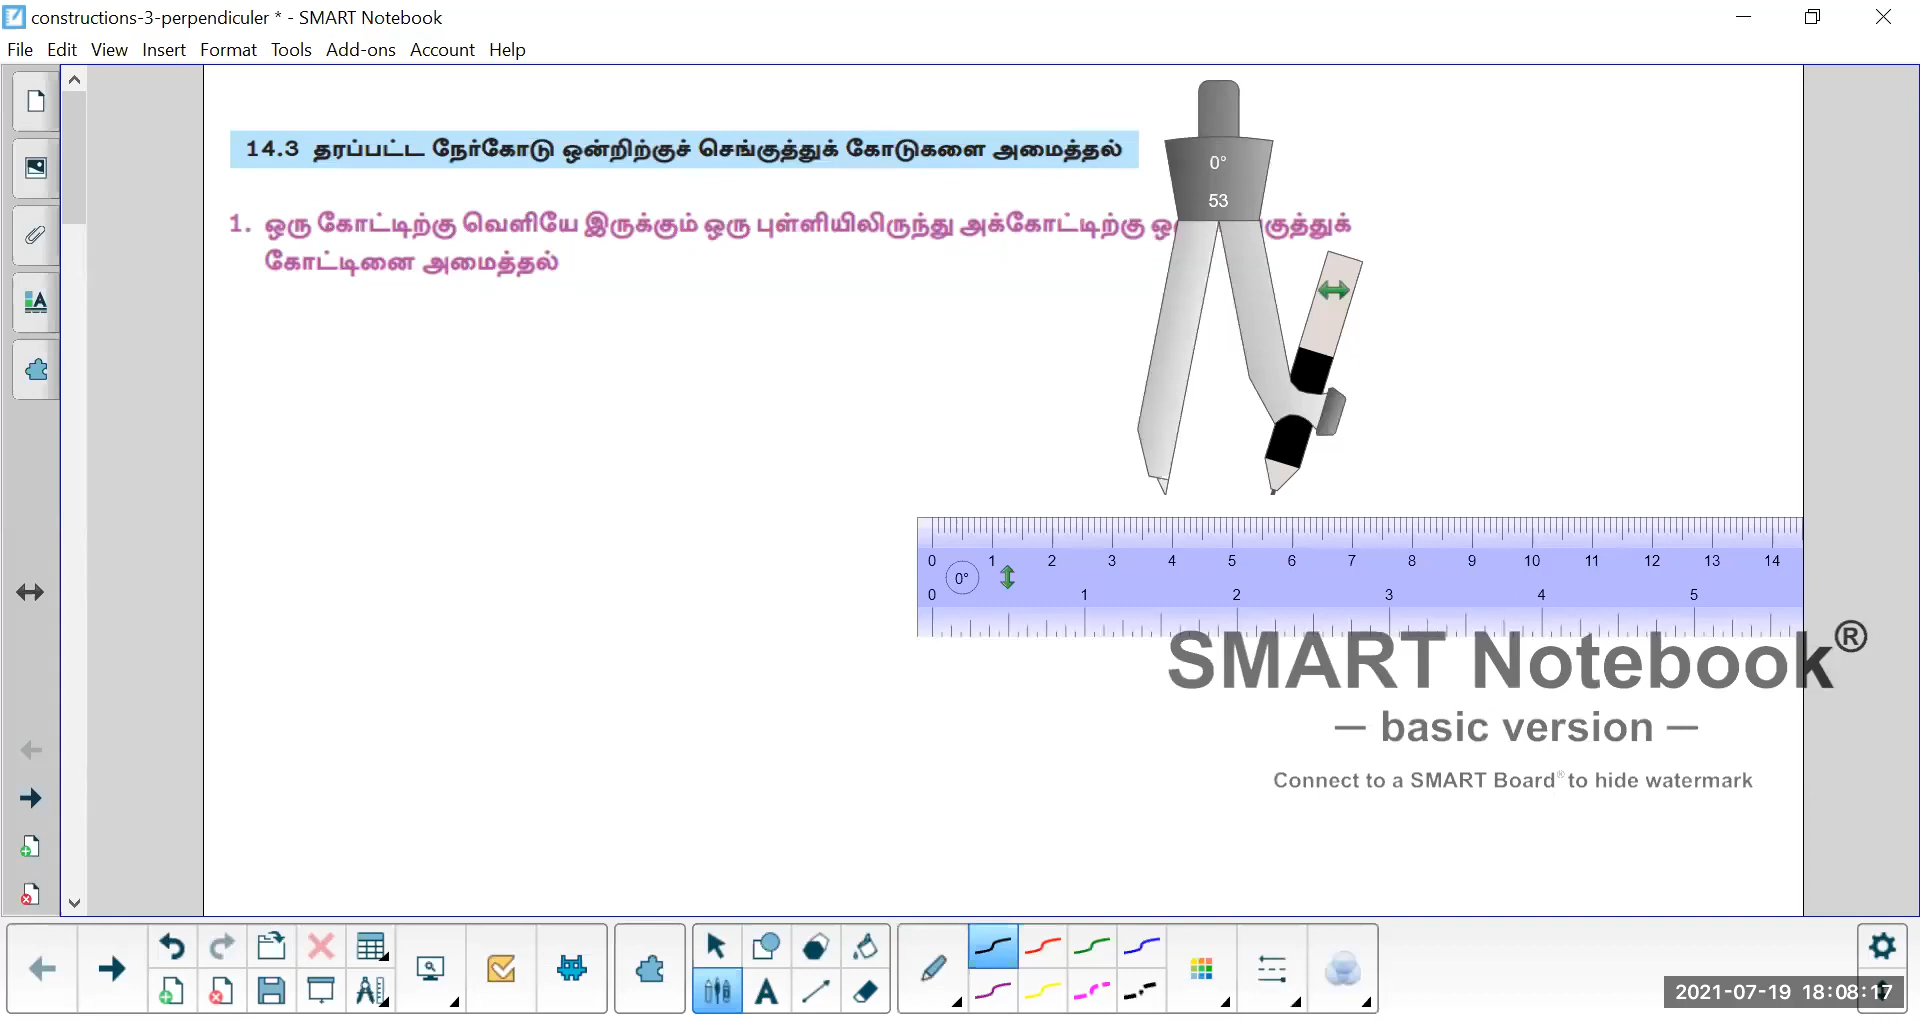 constructions-3-perpendiculer * - SMART Notebook
File Edit View Insert Format Tools Add-ons Account Help
14.3 தரப்பட்ட நேர்கோடு ஒன்றிற்குச் செங்குத்துக் கோடுகளை அமைத்தல்
1. ஒரு கோட்டிற்கு வெளியே இருக்கும் ஒரு புள்ளியிலிருந்து அக்கோட்டிற்கு குத்துக்
கோட்டினை அமைத்தல்
0°
53
0 1 2 3 4 5 6 7 8 9 10 11 12 13 14
0°
0 1 2 3 4 5
SMART Notebook®
— basic version —
Connect to a SMART Board® to hide watermark
2021-07-19 18:08:17